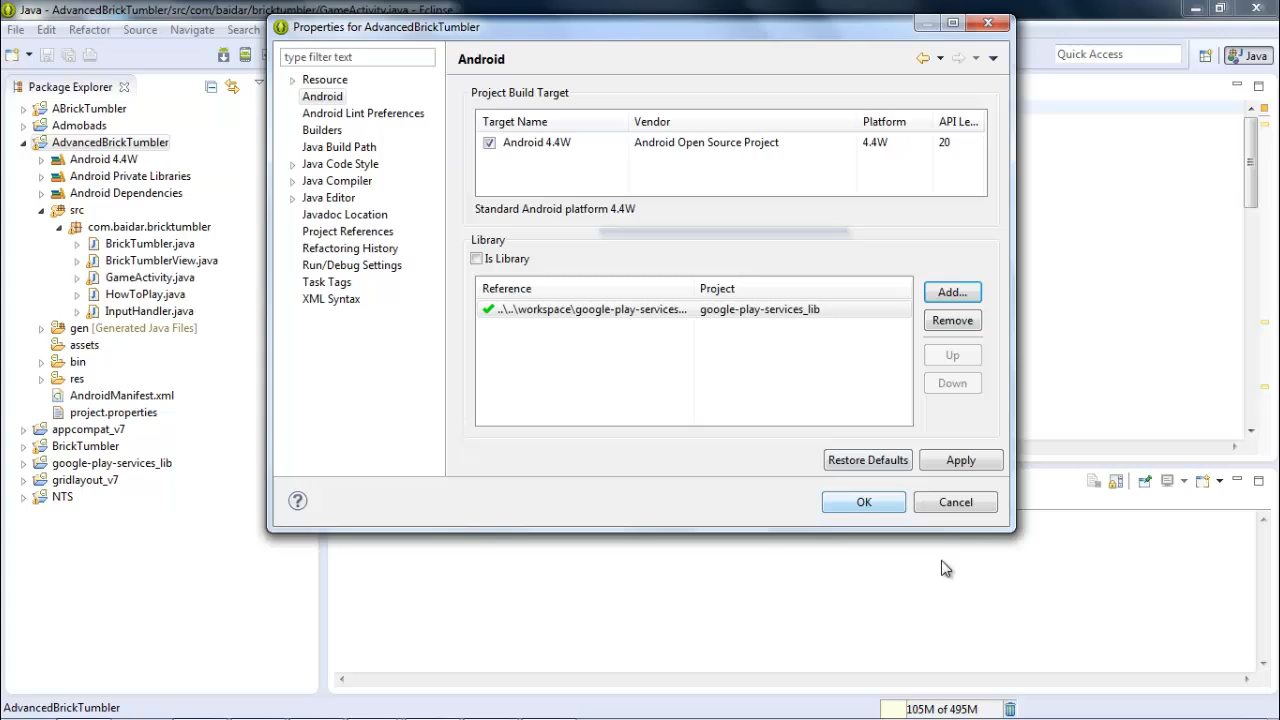 Java - AdvancedBrickTumbler/src/com/baidar/bricktumbler/GameActivity.java - Eclipse
File Edit Refactor Source Navigate Search
Quick Access
Java
Package Explorer
ABrickTumbler
Admobads
AdvancedBrickTumbler
Android 4.4W
Android Private Libraries
Android Dependencies
src
com.baidar.bricktumbler
BrickTumbler.java
BrickTumblerView.java
GameActivity.java
HowToPlay.java
InputHandler.java
gen [Generated Java Files]
assets
bin
res
AndroidManifest.xml
project.properties
appcompat_v7
BrickTumbler
google-play-services_lib
gridlayout_v7
NTS
Properties for AdvancedBrickTumbler
type filter text
Resource
Android
Android Lint Preferences
Builders
Java Build Path
Java Code Style
Java Compiler
Java Editor
Javadoc Location
Project References
Refactoring History
Run/Debug Settings
Task Tags
XML Syntax
Android
Project Build Target
Target Name Vendor Platform API Le...
Android 4.4W Android Open Source Project 4.4W 20
Standard Android platform 4.4W
Library
Is Library
Reference Project
..\..\workspace\google-play-services... google-play-services_lib
Add...
Remove
Up
Down
Restore Defaults Apply
OK Cancel
AdvancedBrickTumbler
105M of 495M